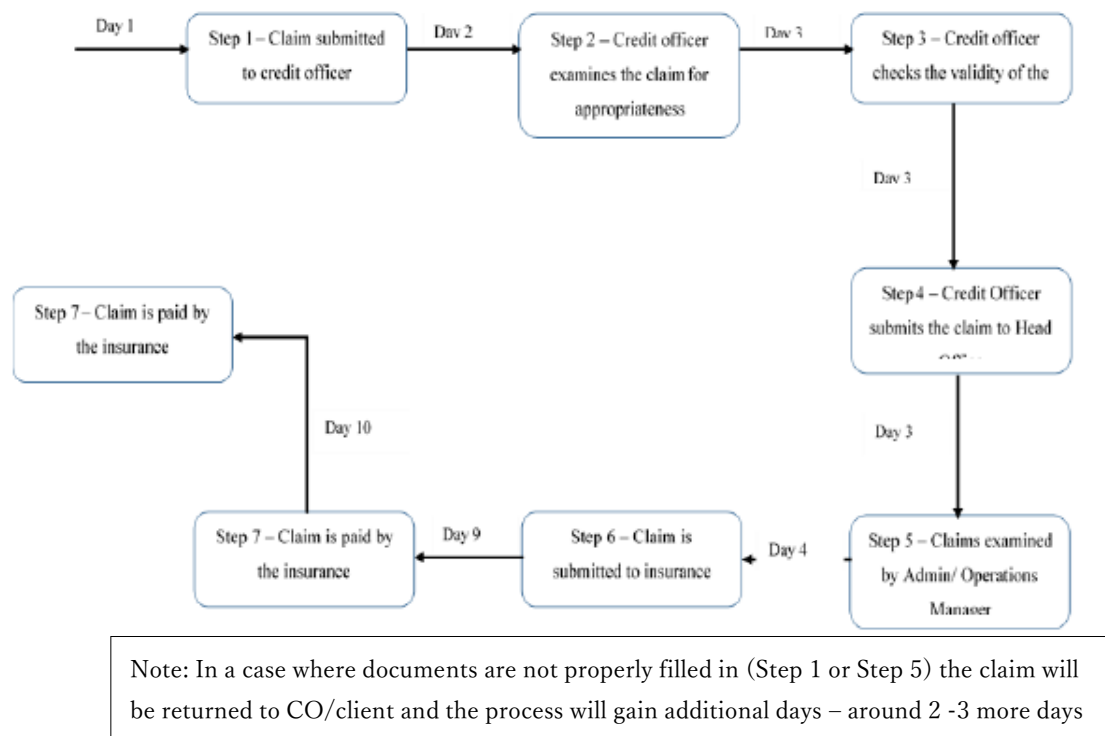 Day 1
Step 1 – Claim submitted
to credit officer
Day 2
Step 2 – Credit officer
examines the claim for
appropriateness
Day 3
Step 3 – Credit officer
checks the validity of the
Day 3
Step 4 – Credit Officer
submits the claim to Head
Day 3
Step 5 – Claims examined
by Admin/ Operations
Manager
Day 4
Step 6 – Claim is
submitted to insurance
Day 9
Step 7 – Claim is paid by
the insurance
Day 10
Step 7 – Claim is paid by
the insurance
Note: In a case where documents are not properly filled in (Step 1 or Step 5) the claim will
be returned to CO/client and the process will gain additional days – around 2 -3 more days